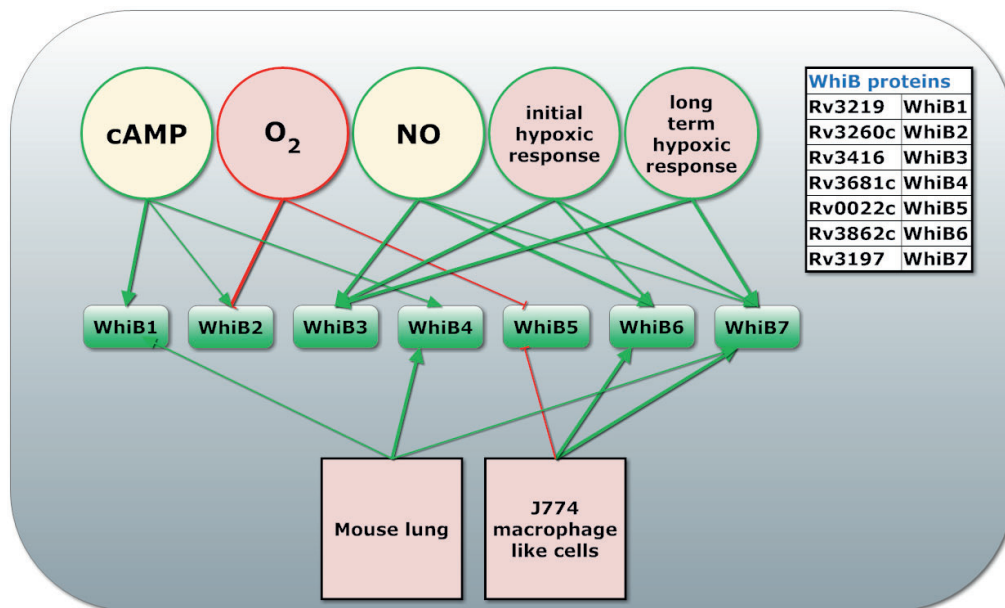 cAMP
O2
NO
initial
hypoxic
response
long
term
hypoxic
response
WhiB proteins
Rv3219 WhiB1
Rv3260c WhiB2
Rv3416 WhiB3
Rv3681c WhiB4
Rv0022c WhiB5
Rv3862c WhiB6
Rv3197 WhiB7
WhiB1 WhiB2 WhiB3 WhiB4 WhiB5 WhiB6 WhiB7
Mouse lung
J774
macrophage
like cells